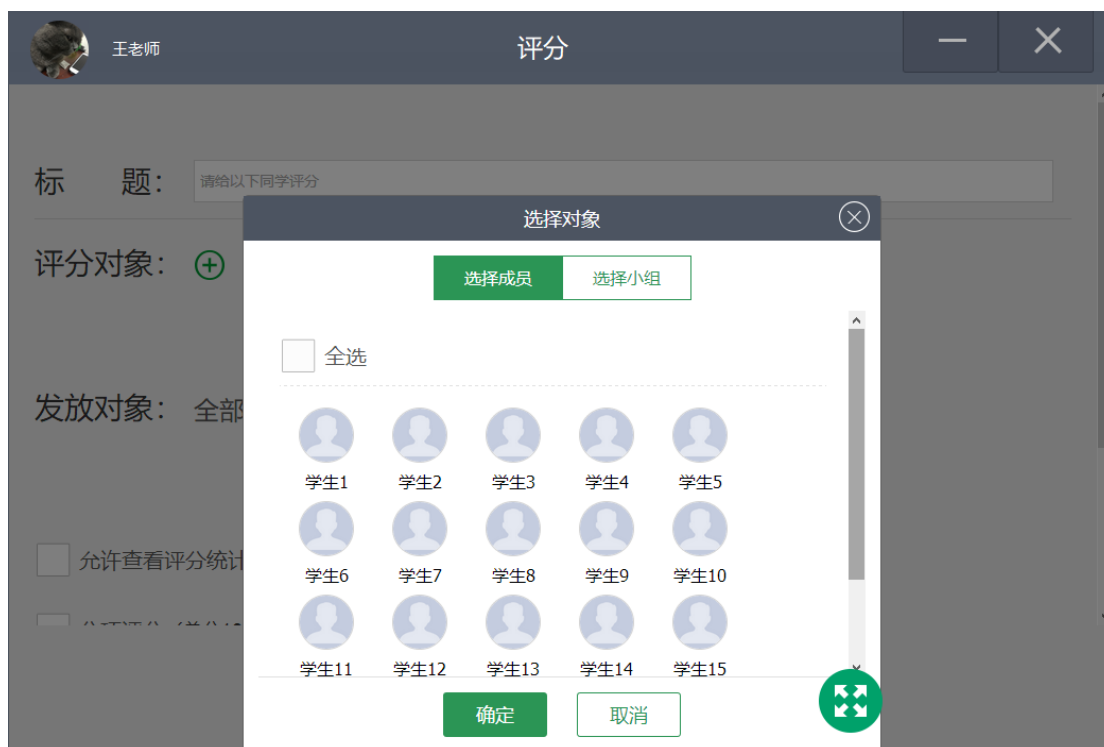 王老师
评分
标 题：
请给以下同学评分
选择对象
评分对象：
选择成员
选择小组
全选
发放对象：
全部
学生1 学生2 学生3 学生4 学生5
允许查看评分统计
学生6 学生7 学生8 学生9 学生10
学生11 学生12 学生13 学生14 学生15
确定
取消